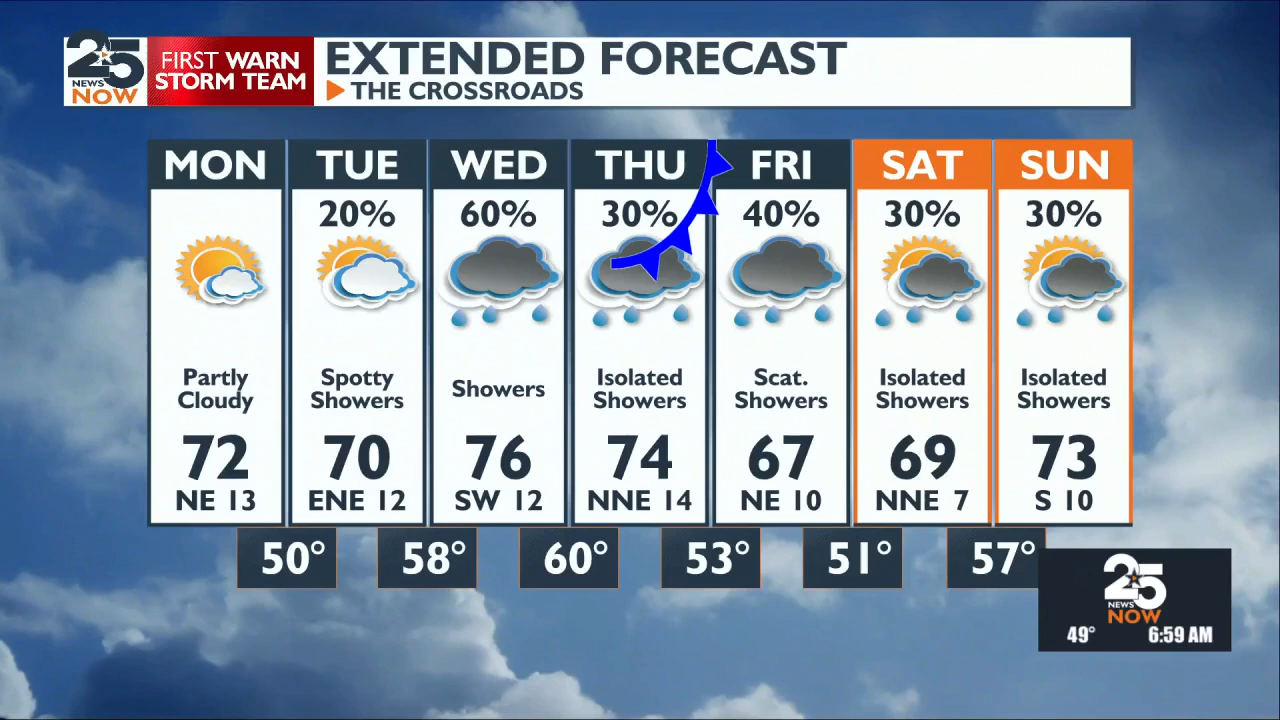 25
NEWS
NOW
FIRST WARN
STORM TEAM
EXTENDED FORECAST
THE CROSSROADS
MON
Partly
Cloudy
72
NE 13
TUE
20%
Spotty
Showers
70
ENE 12
WED
60%
Showers
76
SW 12
THU
30%
Isolated
Showers
74
NNE 14
FRI
40%
Scat.
Showers
67
NE 10
SAT
30%
Isolated
Showers
69
NNE 7
SUN
30%
Isolated
Showers
73
S 10
50°
58°
60°
53°
51°
57°
25
NEWS
NOW
49° 6:59 AM